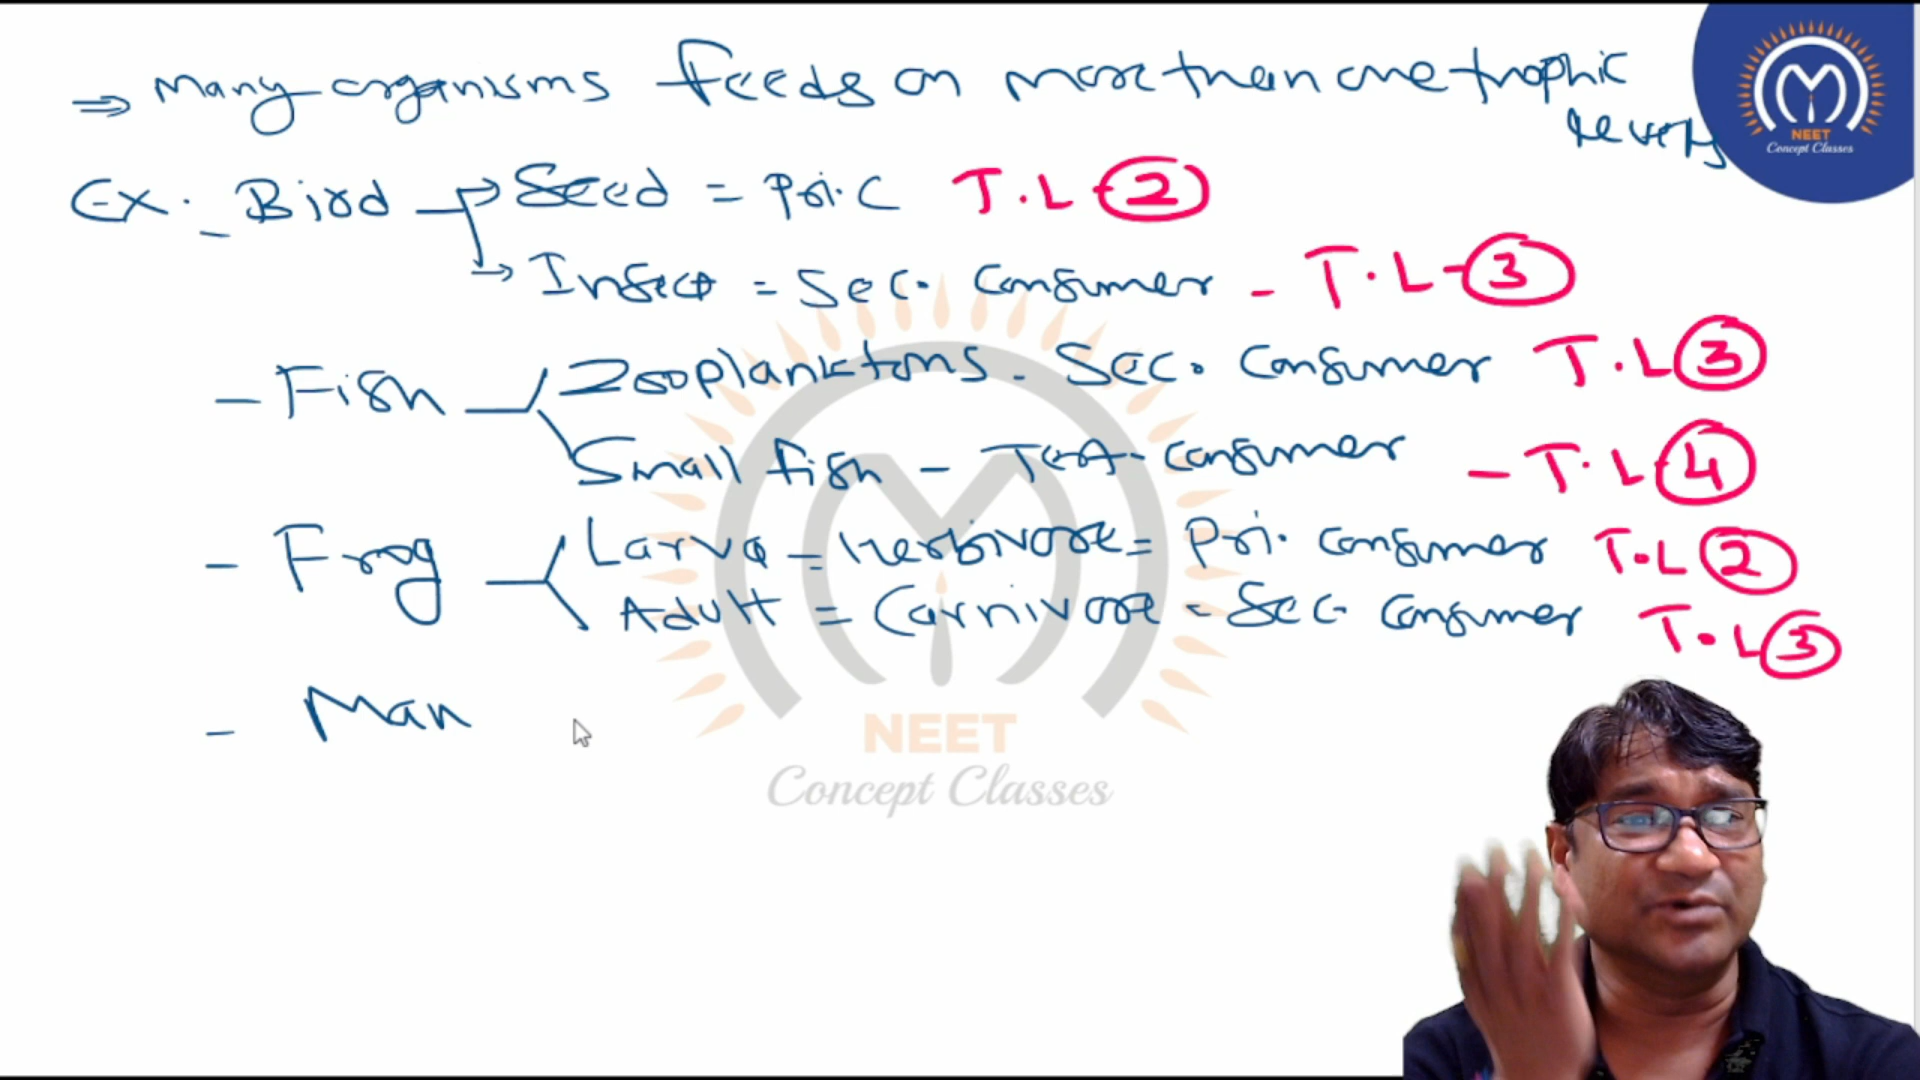 ⇒ Many organisms feeds on more than one trophic
levels
Ex. - Bird → Seed = Pri. C T.L - 2
→ Insect = Sec. Consumer - T.L - 3
- Fish Zooplanktons - Sec. Consumer T.L 3
Small fish - Ter. consumer - T.L 4
- Frog Larva = Herbivore = Pri. consumer T.L 2
Adult = Carnivore = Sec. consumer T.L 3
- Man
NEET
Concept Classes
NEET
Concept Classes